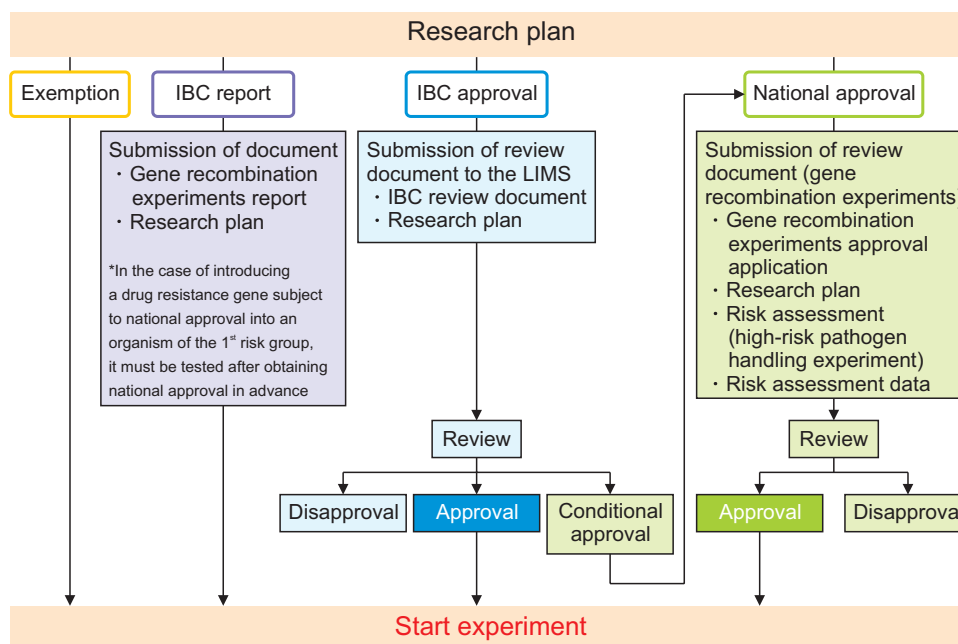 Research plan
Exemption
IBC report
IBC approval
National approval
Submission of document
· Gene recombination
experiments report
· Research plan
*In the case of introducing
a drug resistance gene subject
to national approval into an
organism of the 1st risk group,
it must be tested after obtaining
national approval in advance
Submission of review
document to the LIMS
· IBC review document
· Research plan
Submission of review
document (gene
recombination experiments
· Gene recombination
experiments approval
application
· Research plan
· Risk assessment
(high-risk pathogen
handling experiment)
· Risk assessment data
Review
Disapproval
Approval
Conditional
approval
Review
Approval
Disapproval
Start experiment